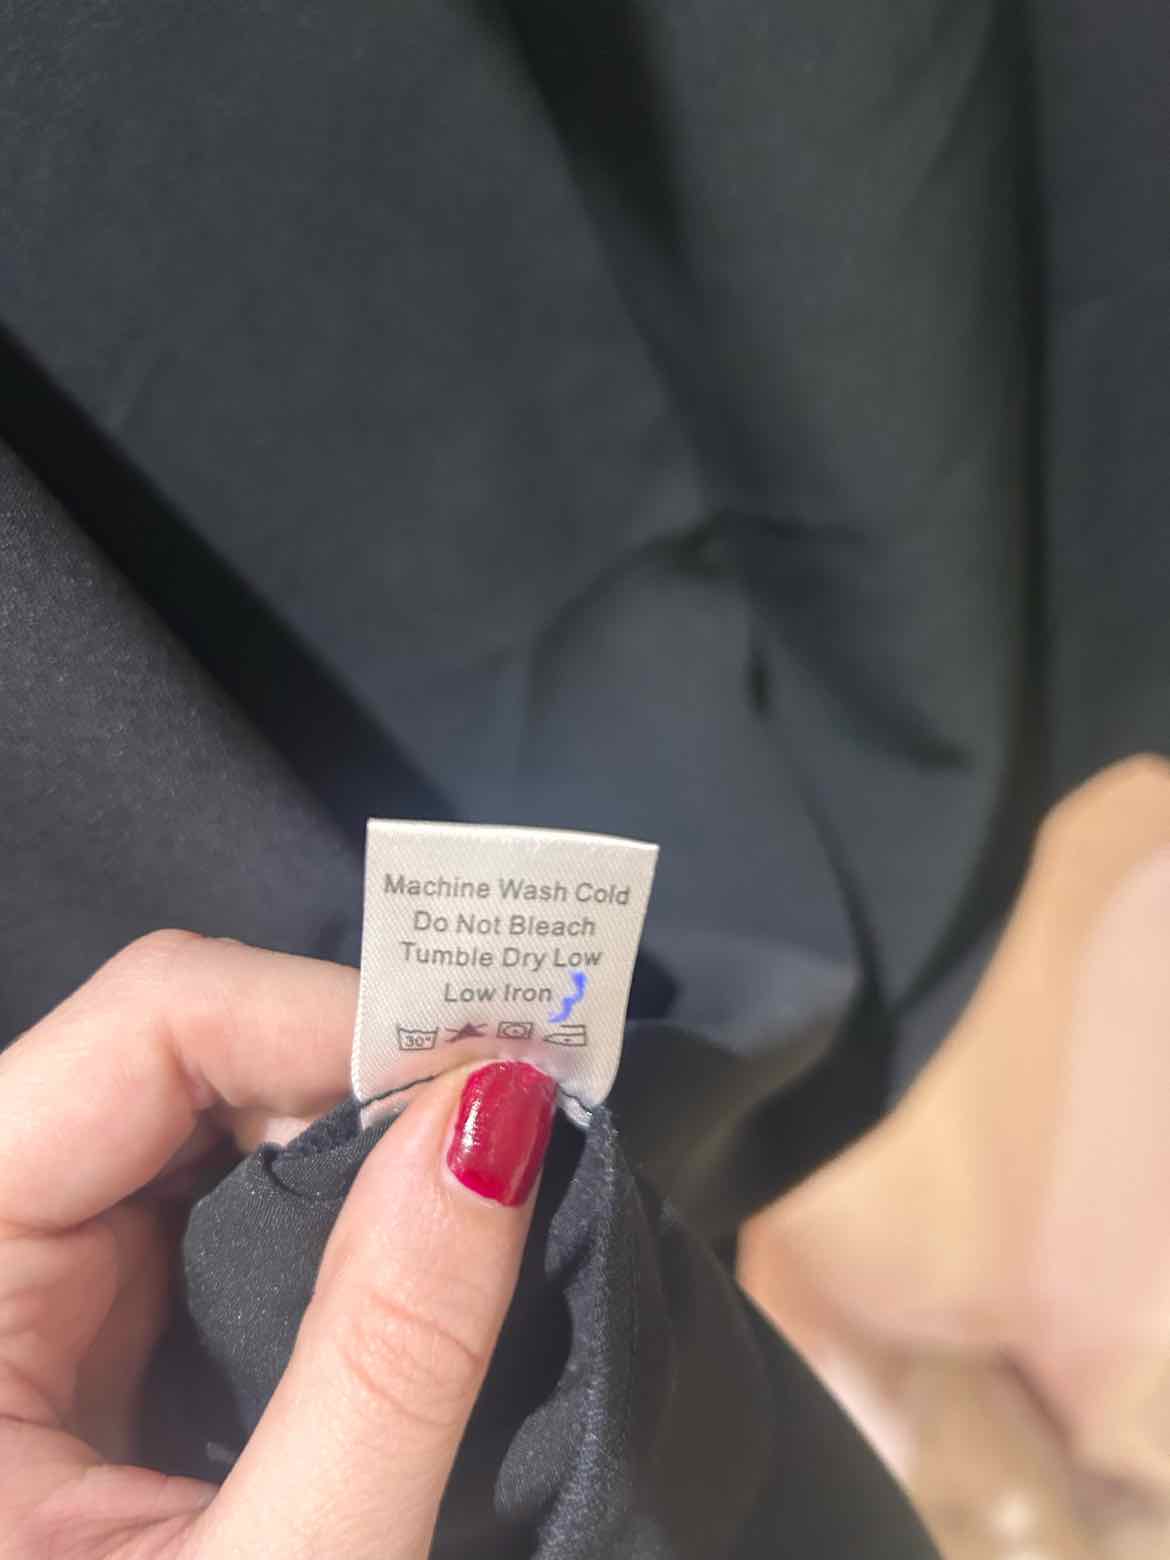 Machine Wash Cold
Do Not Bleach
Tumble Dry Low
Low Iron
30°